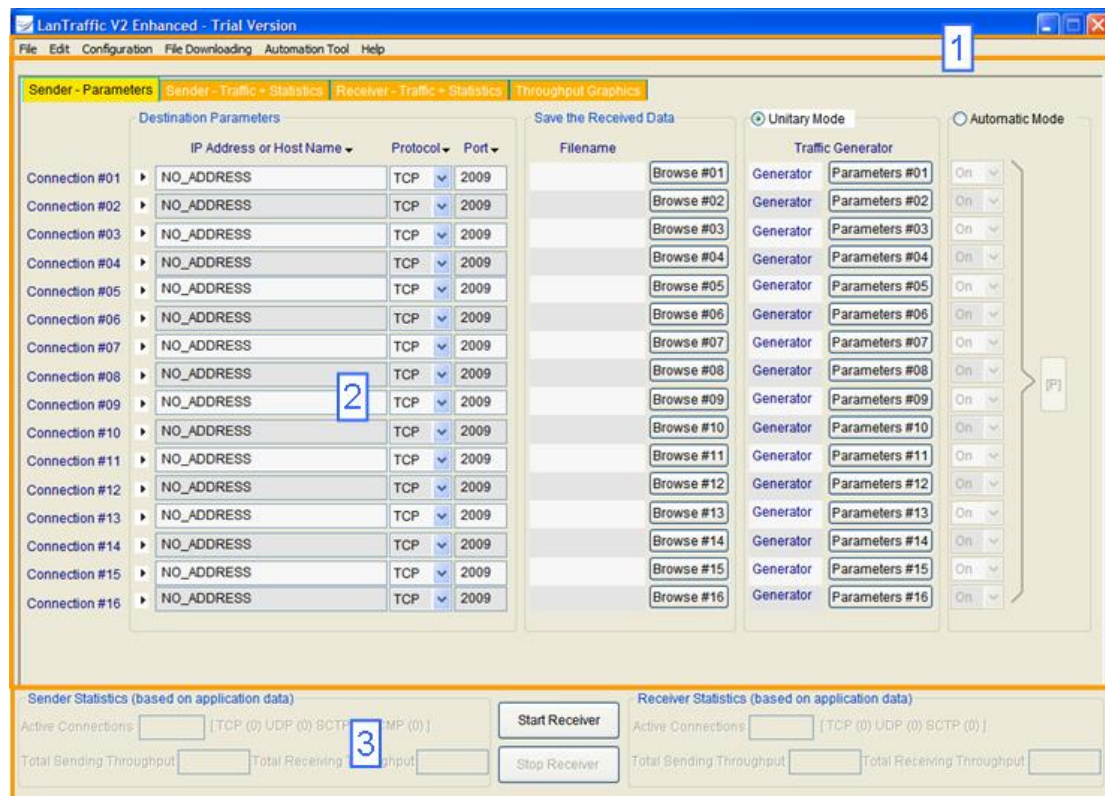 LanTraffic V2 Enhanced - Trial Version
File Edit Configuration File Downloading Automation Tool Help
1
Sender - Parameters Sender - Traffic + Statistics Receiver - Traffic + Statistics Throughput Graphics
Destination Parameters Save the Received Data Unitary Mode Automatic Mode
IP Address or Host Name Protocol Port Filename Traffic Generator
Connection #01 NO_ADDRESS TCP 2009 Browse #01 Generator Parameters #01 On
Connection #02 NO_ADDRESS TCP 2009 Browse #02 Generator Parameters #02 On
Connection #03 NO_ADDRESS TCP 2009 Browse #03 Generator Parameters #03 On
Connection #04 NO_ADDRESS TCP 2009 Browse #04 Generator Parameters #04 On
Connection #05 NO_ADDRESS TCP 2009 Browse #05 Generator Parameters #05 On
Connection #06 NO_ADDRESS TCP 2009 Browse #06 Generator Parameters #06 On
Connection #07 NO_ADDRESS TCP 2009 Browse #07 Generator Parameters #07 On
Connection #08 NO_ADDRESS TCP 2009 Browse #08 Generator Parameters #08 On
[P]
2
Connection #09 NO_ADDRESS TCP 2009 Browse #09 Generator Parameters #09 On
Connection #10 NO_ADDRESS TCP 2009 Browse #10 Generator Parameters #10 On
Connection #11 NO_ADDRESS TCP 2009 Browse #11 Generator Parameters #11 On
Connection #12 NO_ADDRESS TCP 2009 Browse #12 Generator Parameters #12 On
Connection #13 NO_ADDRESS TCP 2009 Browse #13 Generator Parameters #13 On
Connection #14 NO_ADDRESS TCP 2009 Browse #14 Generator Parameters #14 On
Connection #15 NO_ADDRESS TCP 2009 Browse #15 Generator Parameters #15 On
Connection #16 NO_ADDRESS TCP 2009 Browse #16 Generator Parameters #16 On
Sender Statistics (based on application data) Receiver Statistics (based on application data)
Start Receiver
Active Connections [ TCP (0) UDP (0) SCTP (0) ] Active Connections [ TCP (0) UDP (0) SCTP (0) ]
3
Total Sending Throughput Total Receiving Stop Receiver Total Sending Throughput Total Receiving Throughput